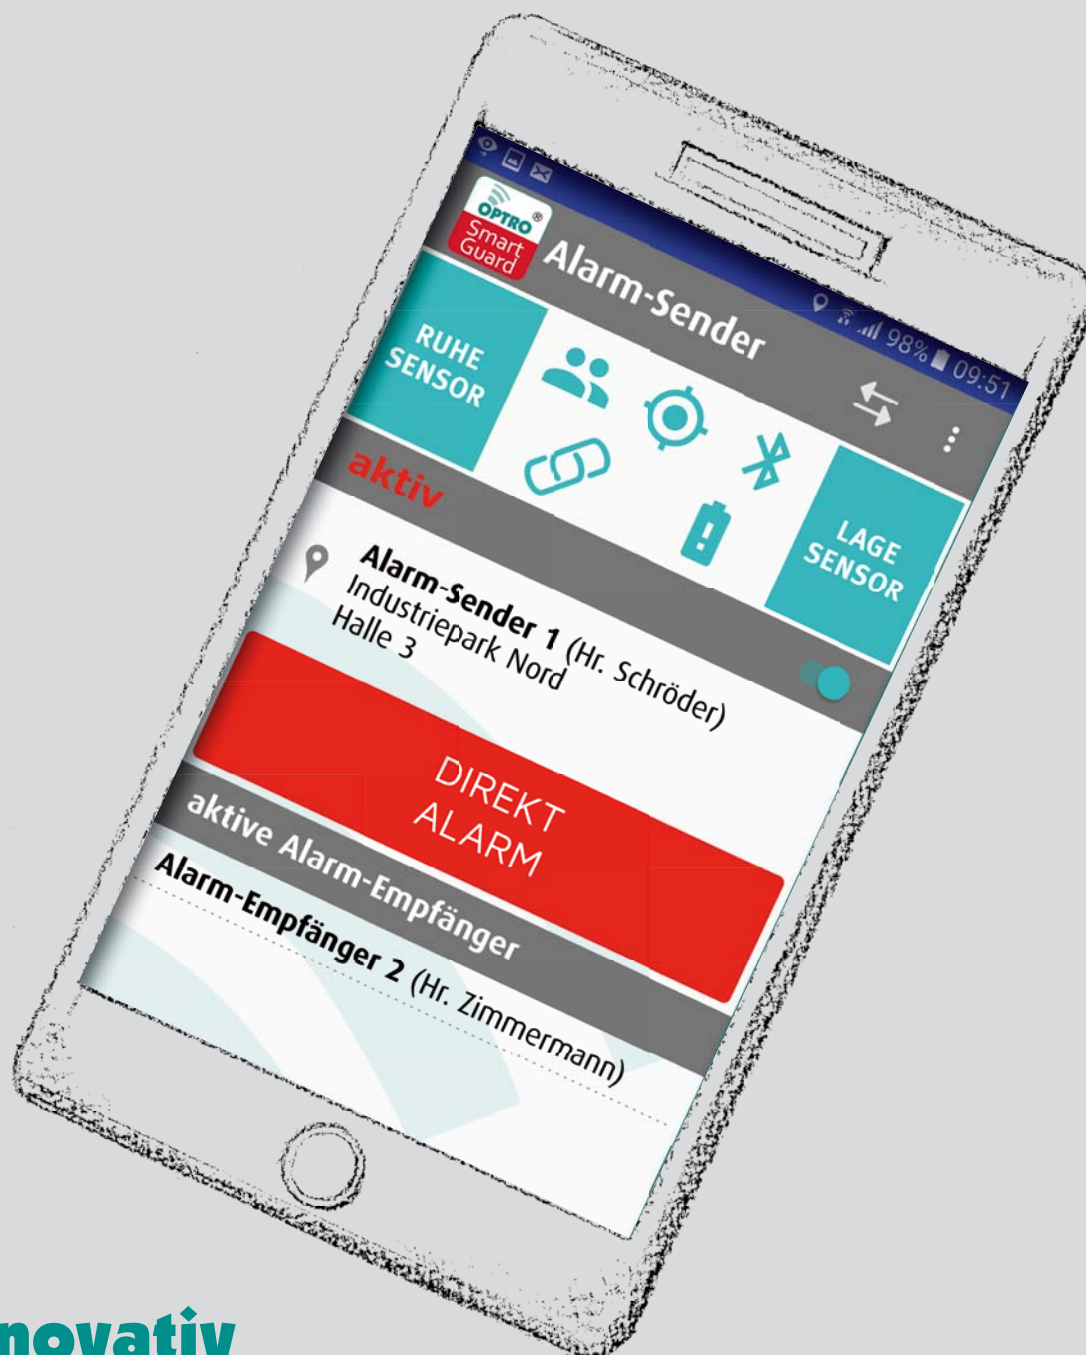 98% 09:51
OPTRO®
Smart
Guard
Alarm-Sender
RUHE
SENSOR
LAGE
SENSOR
aktiv
Alarm-Sender 1 (Hr. Schröder)
Industriepark Nord
Halle 3
DIREKT
ALARM
aktive Alarm-Empfänger
Alarm-Empfänger 2 (Hr. Zimmermann)
novativ